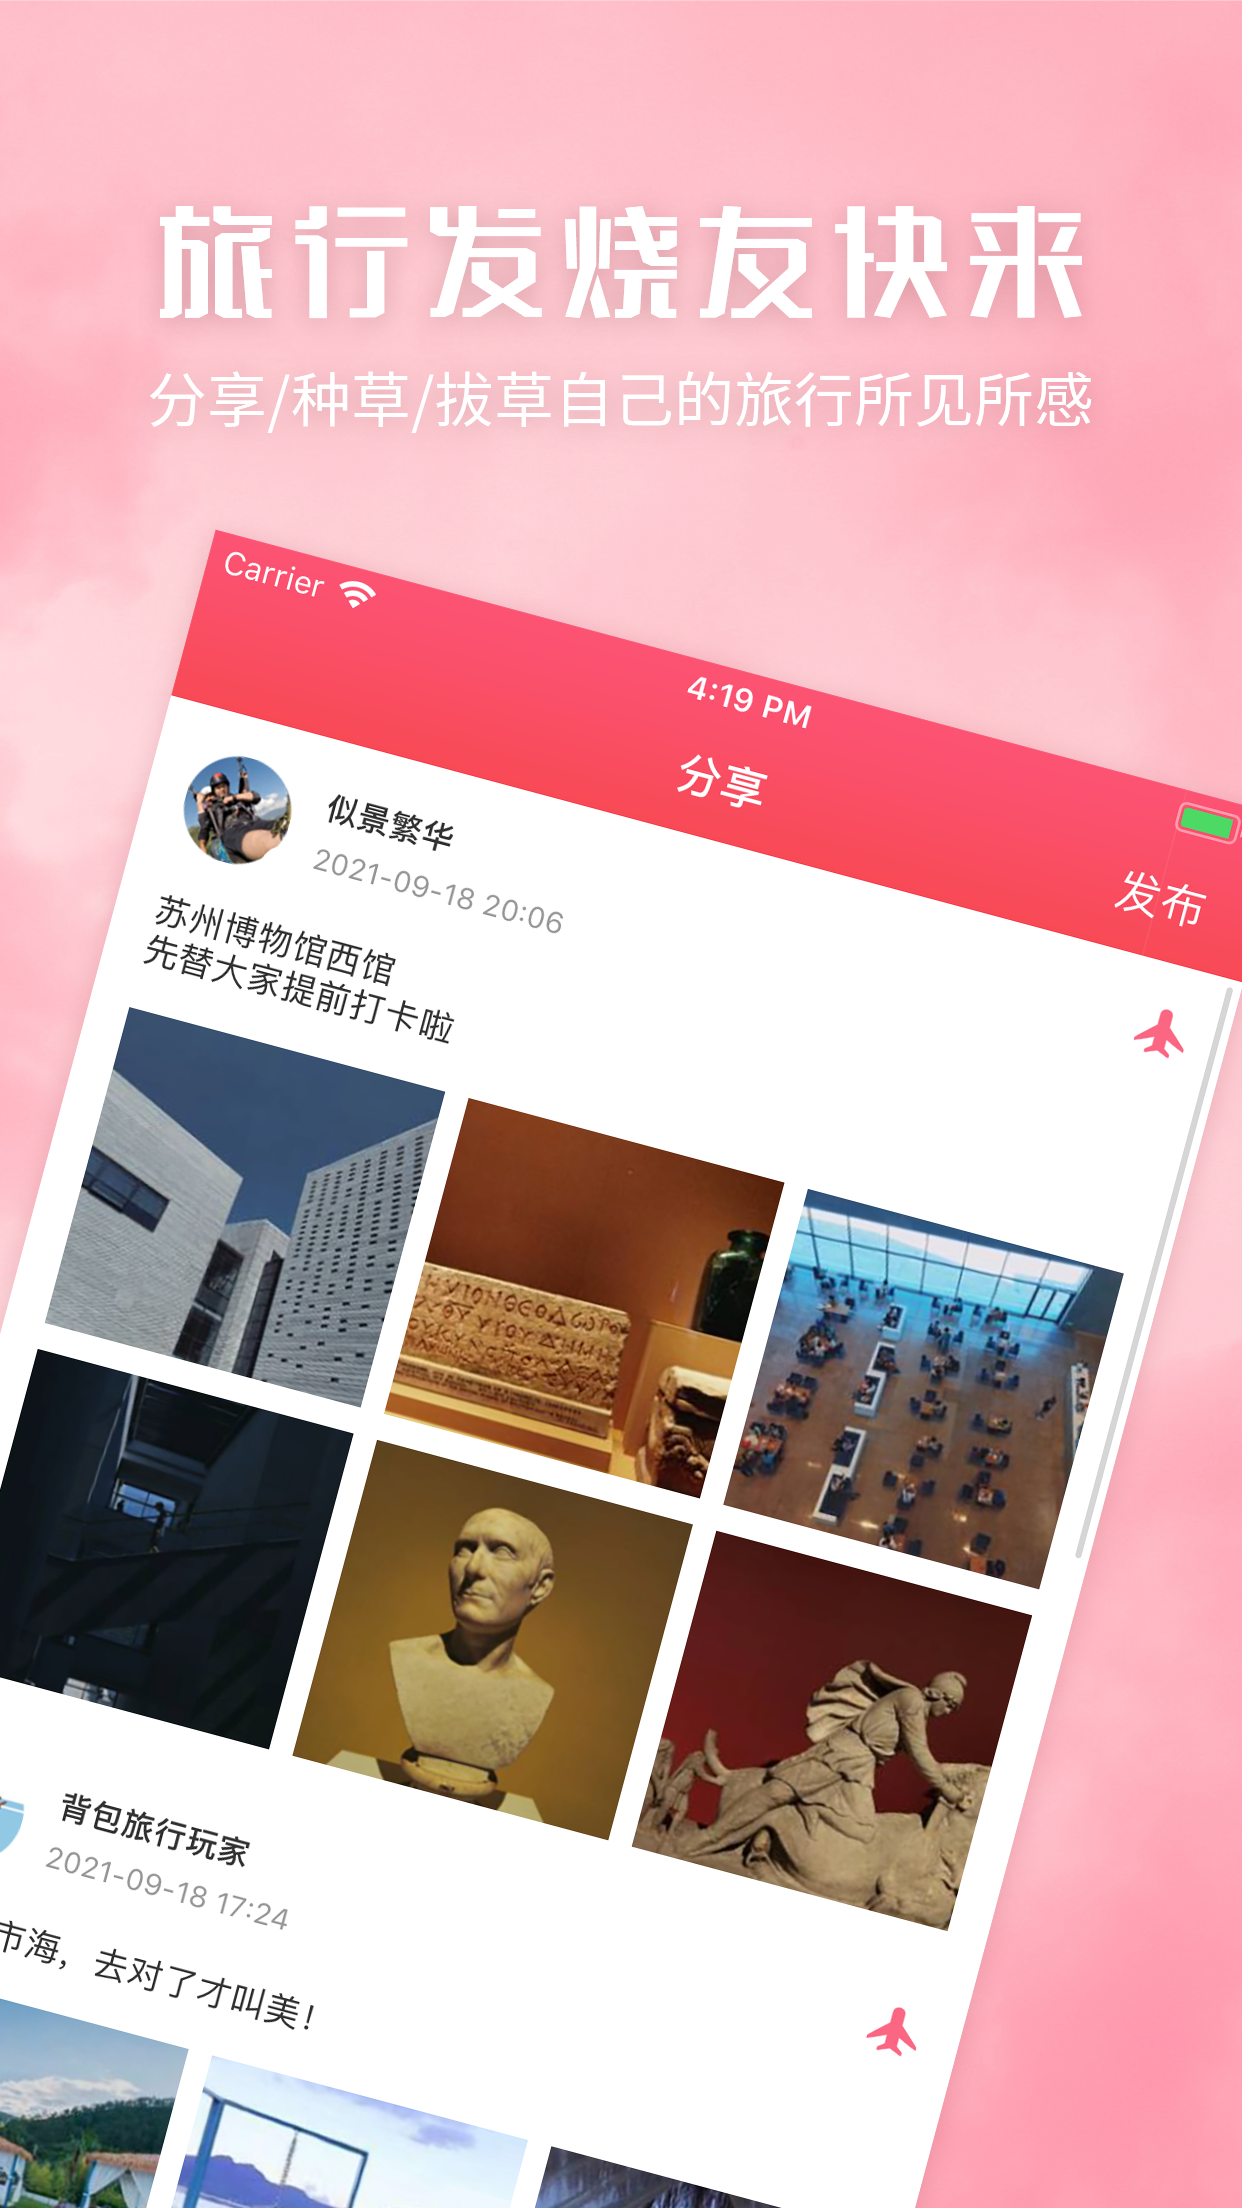 旅行发烧友快来
分享/种草/拔草自己的旅行所见所感
Carrier
4:19 PM
分享
发布
似景繁华
2021-09-18 20:06
苏州博物馆西馆
先替大家提前打卡啦
背包旅行玩家
2021-09-18 17:24
市海，去对了才叫美！